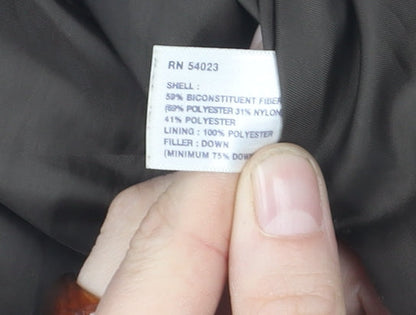 RN 54023
SHELL :
59% BICONSTITUENT FIBER
(69% POLYESTER 31% NYLON
41% POLYESTER
LINING : 100% POLYESTER
FILLER : DOWN
(MINIMUM 75% DOWN